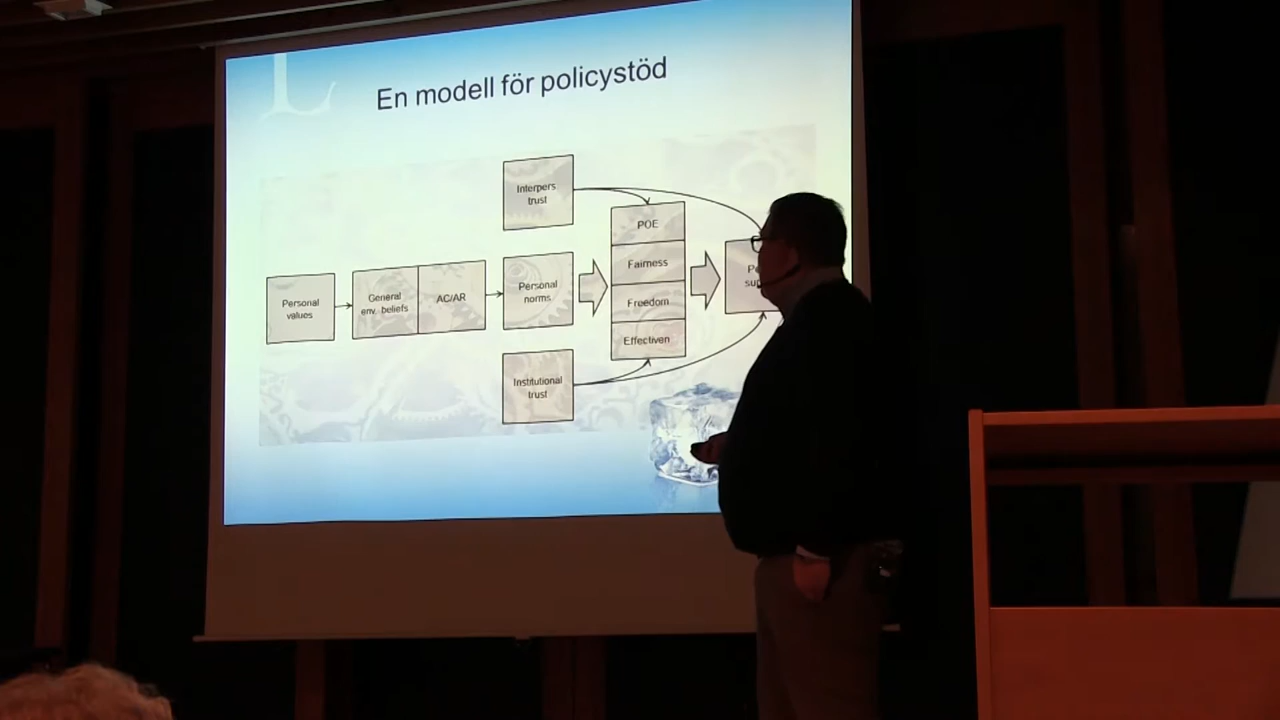 L
En modell för policystöd
Interpers
trust
POE
Fairness
Freedom
Effectiven
Personal
values
General
env. beliefs
AC/AR
Personal
norms
Institutional
trust